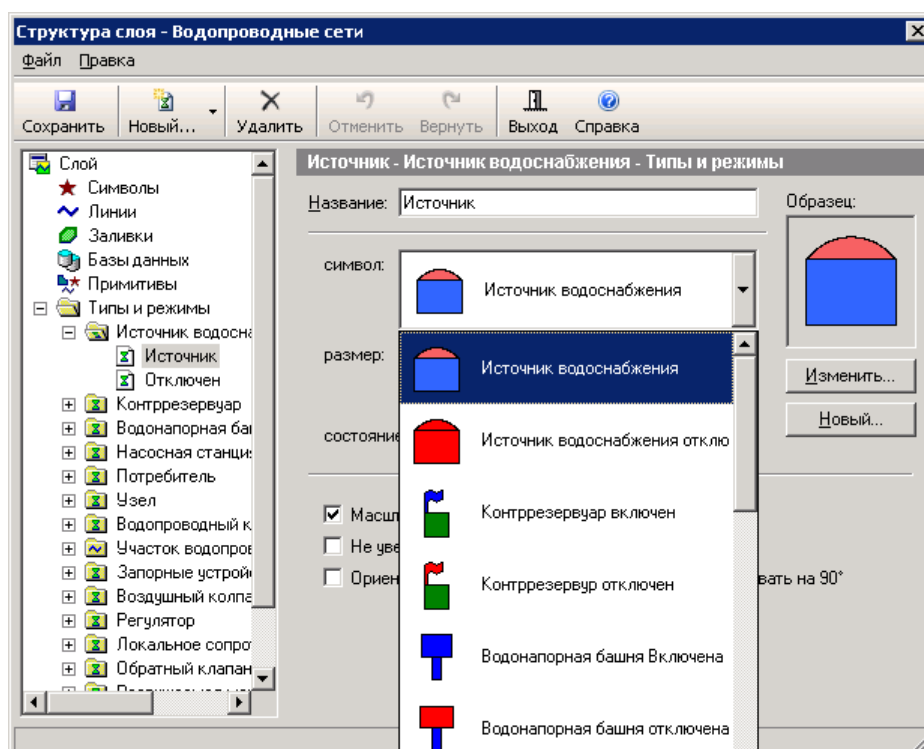 Структура слоя - Водопроводные сети
Файл Правка
Сохранить Новый... Удалить Отменить Вернуть Выход Справка
Слой
Символы
Линии
Заливки
Базы данных
Примитивы
Типы и режимы
Источник водосна
Источник
Отключен
Контррезервуар
Водонапорная ба
Насосная станци
Потребитель
Узел
Водопроводный к
Участок водопров
Запорные устрой
Воздушный колпа
Регулятор
Локальное сопро
Обратный клапан
Источник - Источник водоснабжения - Типы и режимы
Название: Источник
Образец:
символ: Источник водоснабжения
размер:
состояние
Источник водоснабжения
Источник водоснабжения отклю
Контррезервуар включен
Контррезервур отключен
Водонапорная башня Включена
Водонапорная башня отключена
Изменить...
Новый...
Масшт
Не уве
Ориен вать на 90°